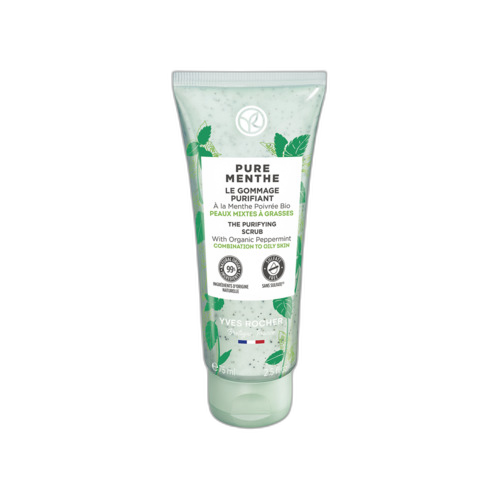 PURE
MENTHE
LE GOMMAGE
PURIFIANT
À la Menthe Poivrée Bio
PEAUX MIXTES À GRASSES
THE PURIFYING
SCRUB
With Organic Peppermint
COMBINATION TO OILY SKIN
99%
INGRÉDIENTS D'ORIGINE
NATURELLE
SANS SULFATE
YVES ROCHER